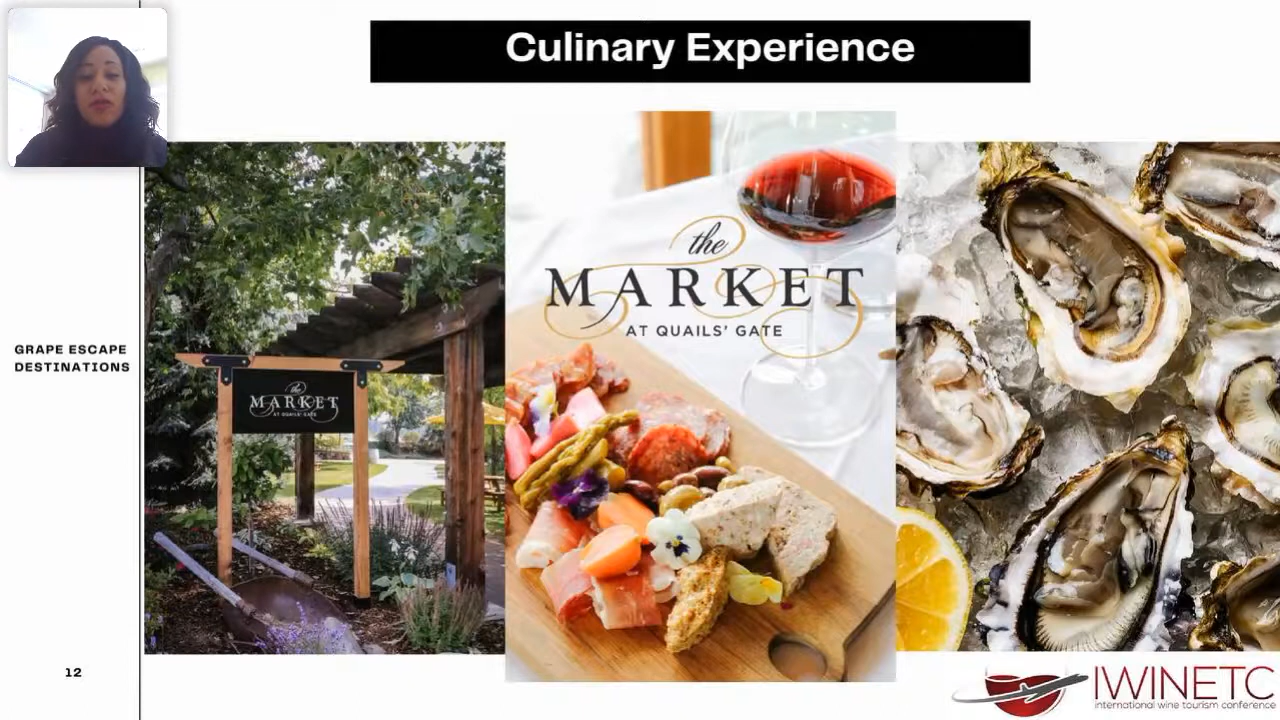 Culinary Experience
the
MARKET
AT QUAILS' GATE
the
MARKET
AT QUAILS' GATE
GRAPE ESCAPE
DESTINATIONS
12
IWINETC
international wine tourism conference